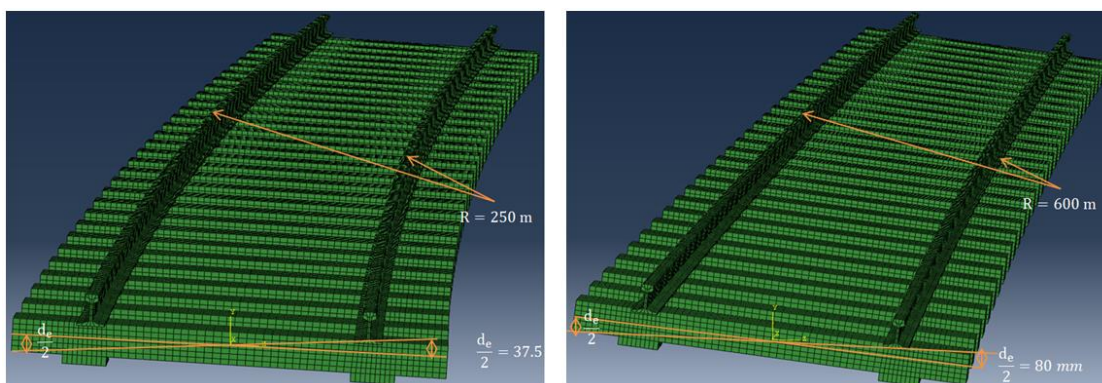 R = 250 m
d_e/2
d_e/2 = 37.5
Y
R = 600 m
d_e/2
d_e/2 = 80 mm
Y